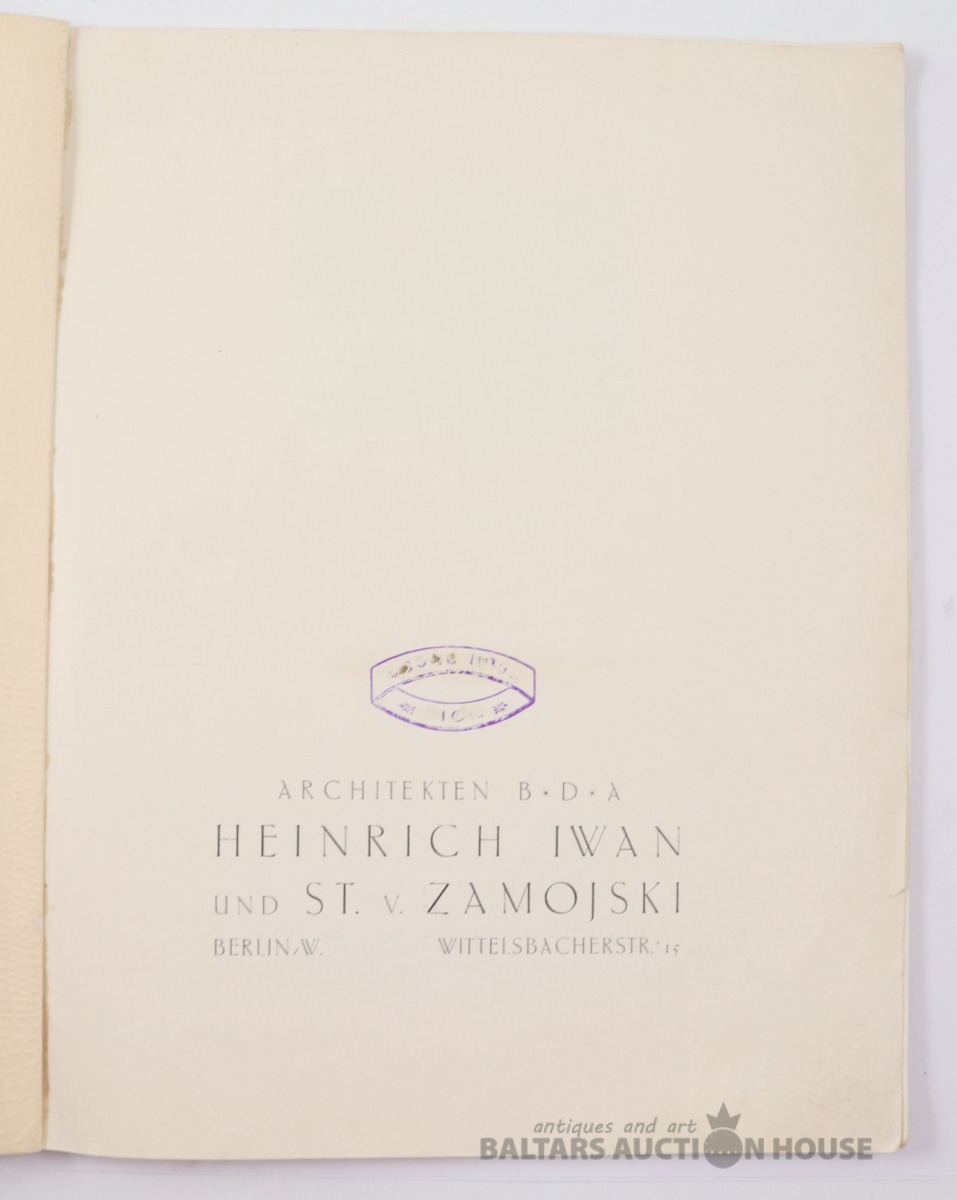 ARCHITEKTEN B·D·A
HEINRICH IWAN
UND ST. v. ZAMOJSKI
BERLIN/W. WITTELSBACHERSTR. 15
antiques and art
BALTARS AUCTION HOUSE